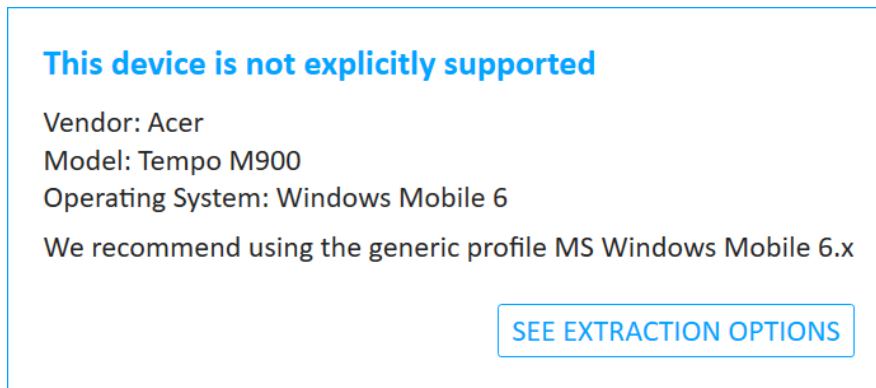 This device is not explicitly supported
Vendor: Acer
Model: Tempo M900
Operating System: Windows Mobile 6
We recommend using the generic profile MS Windows Mobile 6.x
SEE EXTRACTION OPTIONS